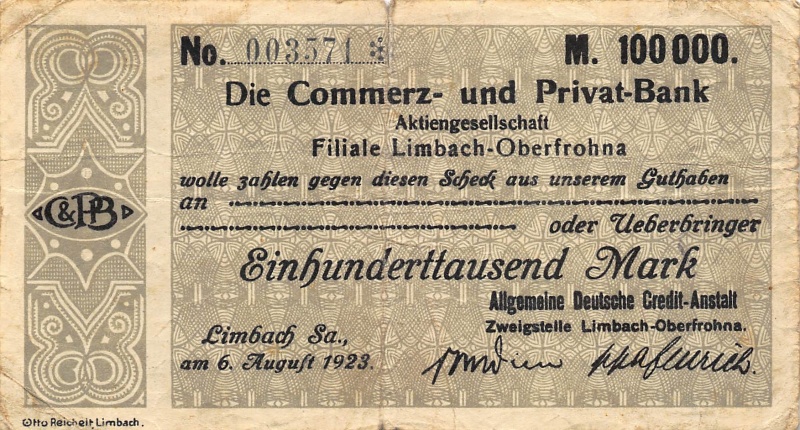 No. 003571 M. 100 000.
Die Commerz- und Privat-Bank
Aktiengesellschaft
Filiale Limbach-Oberfrohna
wolle zahlen gegen diesen Scheck aus unserem Guthaben
an
oder Ueberbringer
C&PB
Einhunderttausend Mark
Allgemeine Deutsche Credit-Anstalt
Zweigstelle Limbach-Oberfrohna.
Limbach Sa.,
am 6. August 1923.
Otto Reichelt, Limbach.